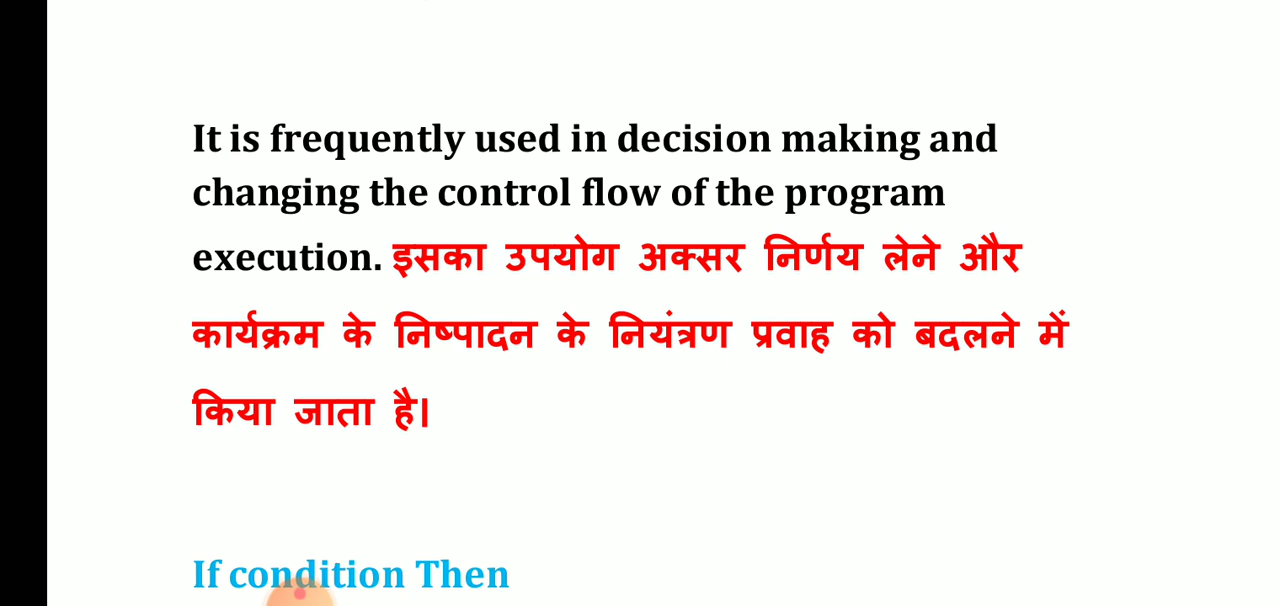 It is frequently used in decision making and
changing the control flow of the program
execution. इसका उपयोग अक्सर निर्णय लेने और
कार्यक्रम के निष्पादन के नियंत्रण प्रवाह को बदलने में
किया जाता है।
If condition Then